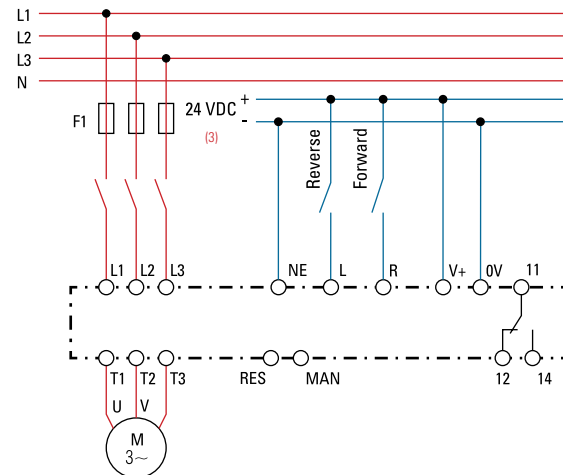 L1
L2
L3
N
F1
24 VDC + -
(3)
Reverse
Forward
L1 L2 L3 NE L R V+ 0V 11
T1 T2 T3 RES MAN 12 14
U V
M
3~